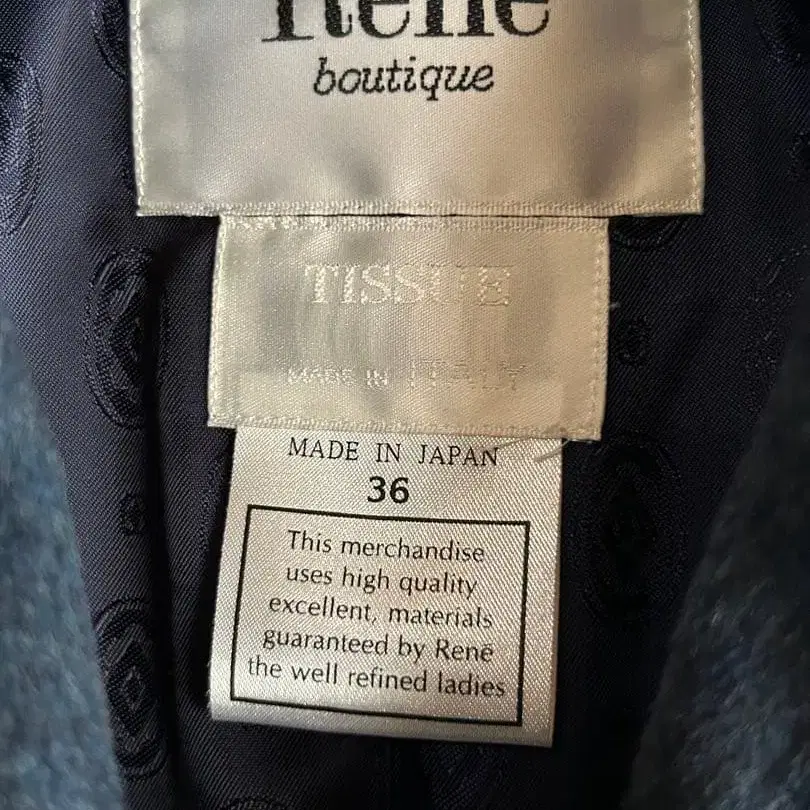 René
boutique
TISSUE
MADE IN ITALY
MADE IN JAPAN
36
This merchandise
uses high quality
excellent, materials
guaranteed by René
the well refined ladies